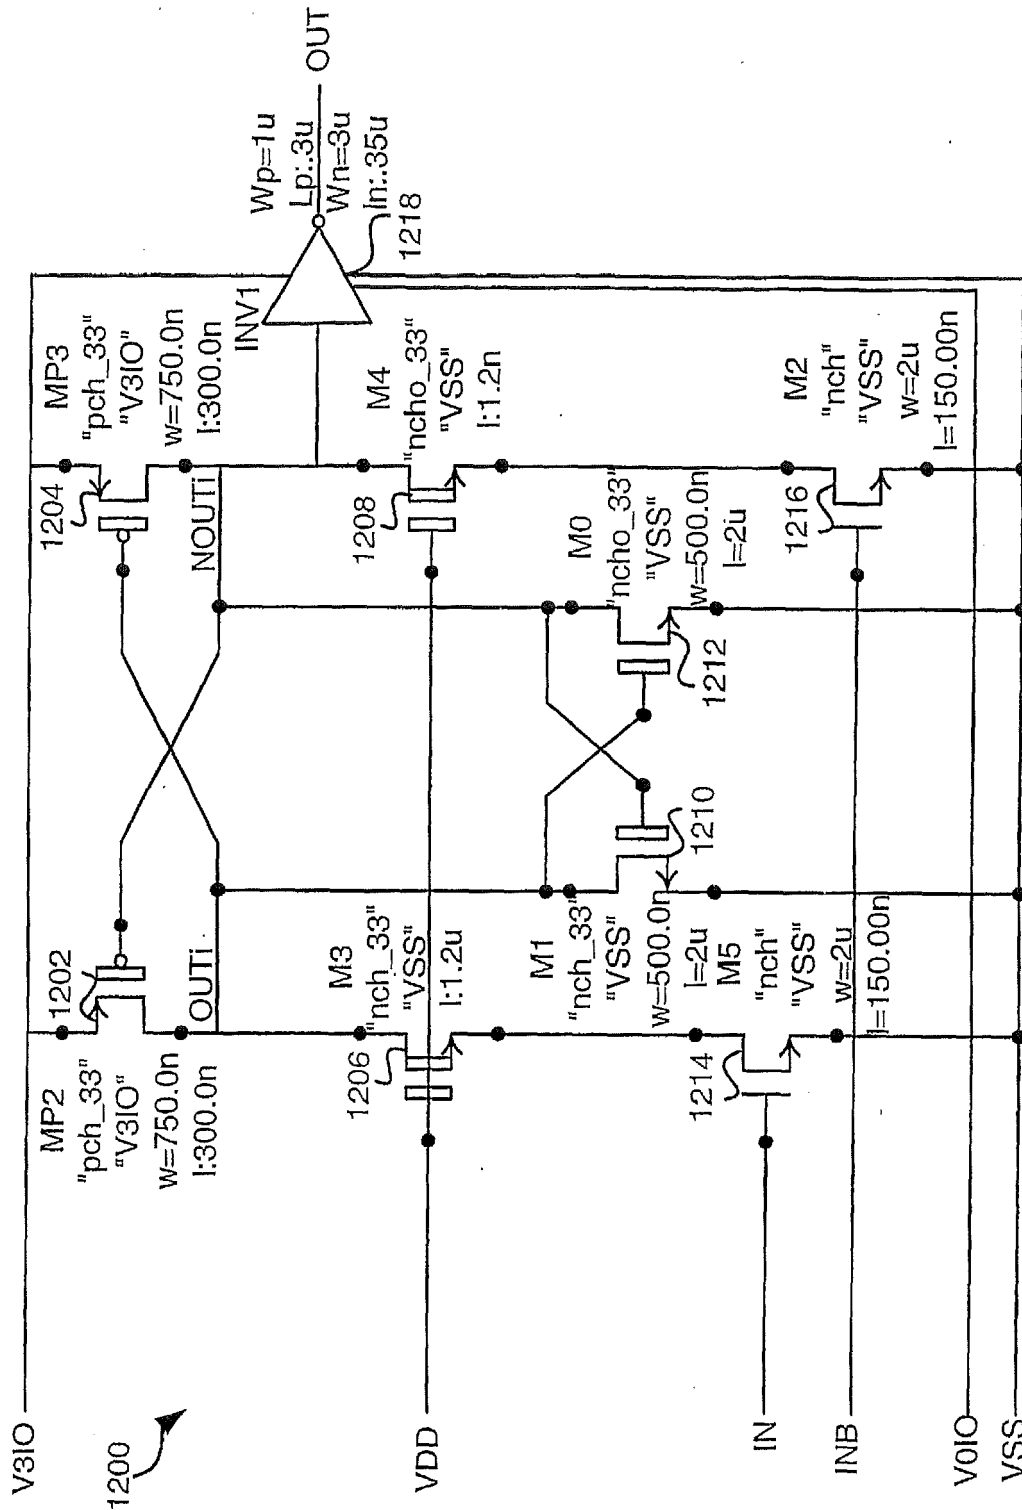 1200
V3IO
VDD
IN
INB
V0IO
VSS
MP2
"pch_33"
"V3IO"
w=750.0n
l:300.0n
1202
OUTi
MP3
"pch_33"
"V3IO"
w=750.0n
l:300.0n
1204
NOUTi
INV1
Wp=1u
Lp:.3u
Wn=3u
ln:.35u
1218
OUT
M3
"nch_33"
"VSS"
l:1.2u
1206
M4
"ncho_33"
"VSS"
l:1.2n
1208
M1
"nch_33"
"VSS"
w=500.0n
l=2u
1210
M0
"ncho_33"
"VSS"
w=500.0n
l=2u
1212
M5
"nch"
"VSS"
w=2u
l=150.00n
1214
M2
"nch"
"VSS"
w=2u
l=150.00n
1216